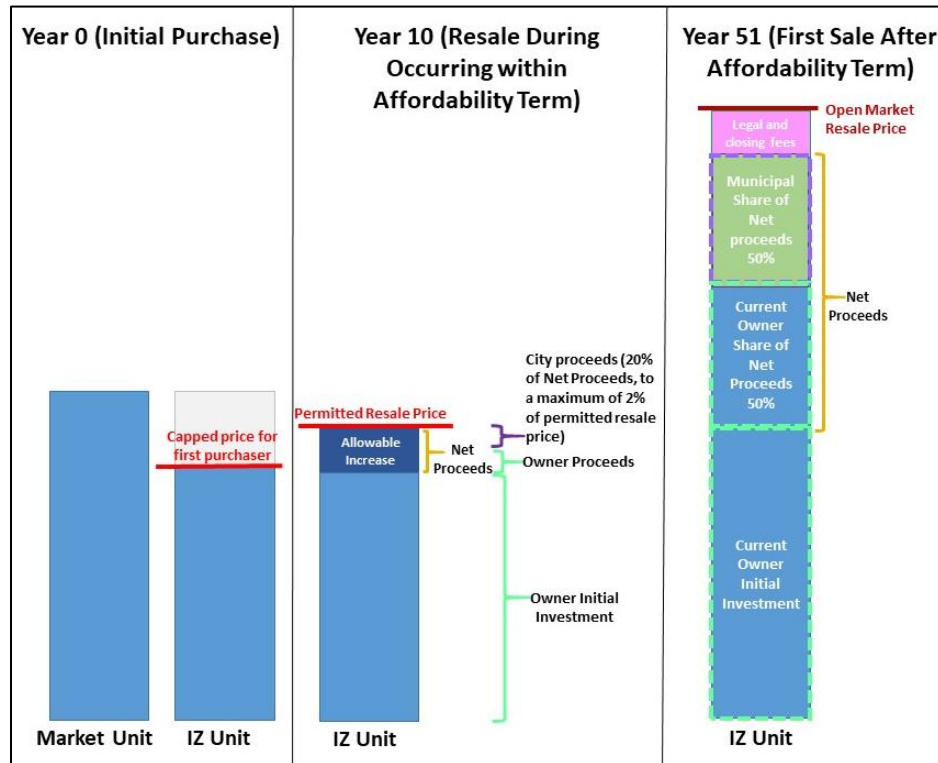 Year 0 (Initial Purchase)
Market Unit
Capped price for
first purchaser
IZ Unit
Year 10 (Resale During
Occurring within
Affordability Term)
Permitted Resale Price
Allowable
Increase
Net
Proceeds
City proceeds (20%
of Net Proceeds, to
a maximum of 2%
of permitted resale
price)
Owner Proceeds
Owner Initial
Investment
IZ Unit
Year 51 (First Sale After
Affordability Term)
Open Market
Resale Price
Legal and
closing fees
Municipal
Share of
Net
proceeds
50%
Current
Owner
Share of
Net
Proceeds
50%
Net
Proceeds
Current
Owner
Initial
Investment
IZ Unit